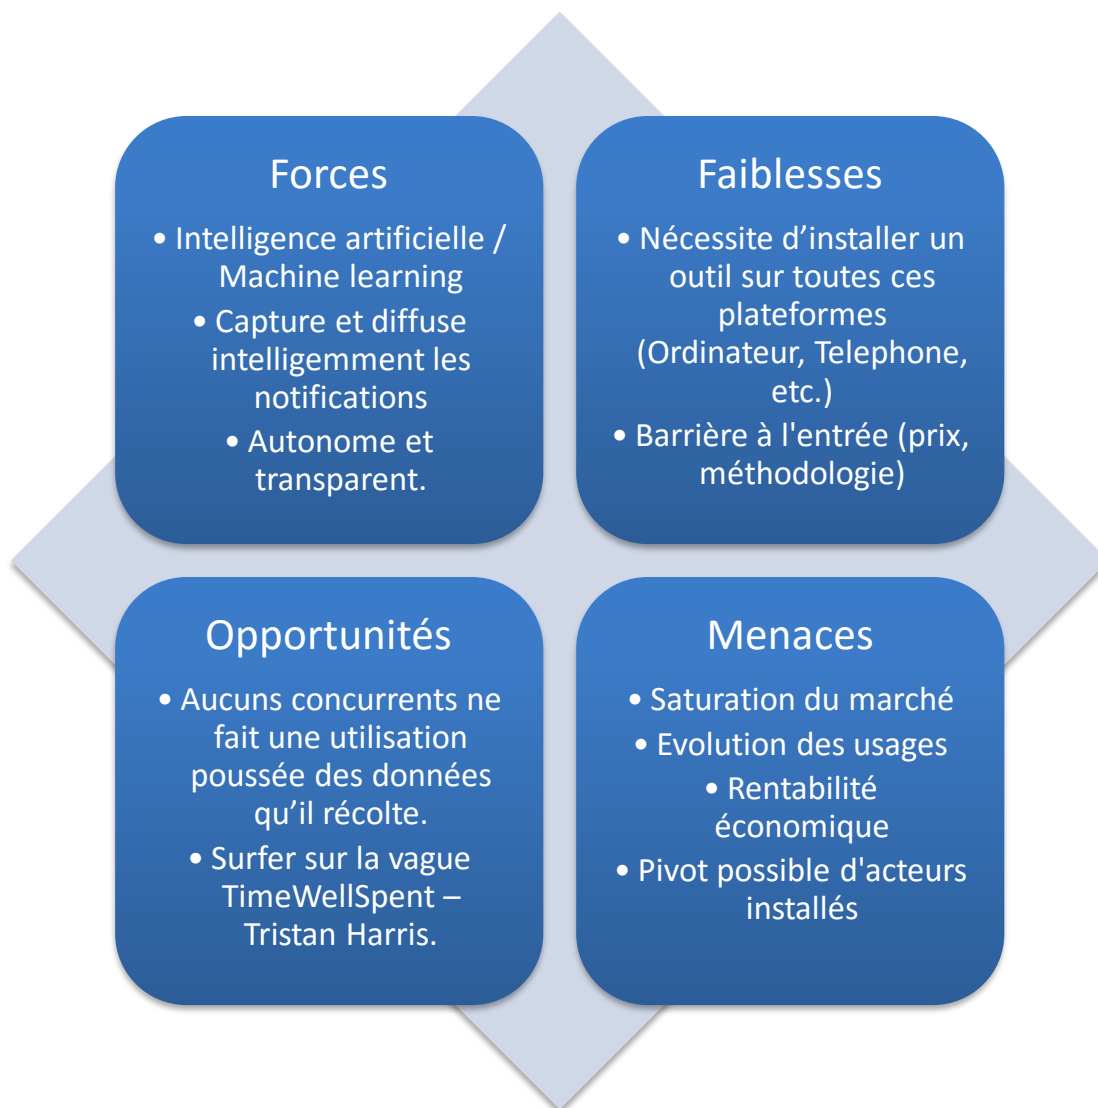 Forces
• Intelligence artificielle /
Machine learning
• Capture et diffuse
intelligemment les
notifications
• Autonome et
transparent.
Faiblesses
• Nécessite d’installer un
outil sur toutes ces
plateformes
(Ordinateur, Telephone,
etc.)
• Barrière à l'entrée (prix,
méthodologie)
Opportunités
• Aucuns concurrents ne
fait une utilisation
poussée des données
qu’il récolte.
• Surfer sur la vague
TimeWellSpent –
Tristan Harris.
Menaces
• Saturation du marché
• Evolution des usages
• Rentabilité
économique
• Pivot possible d'acteurs
installés